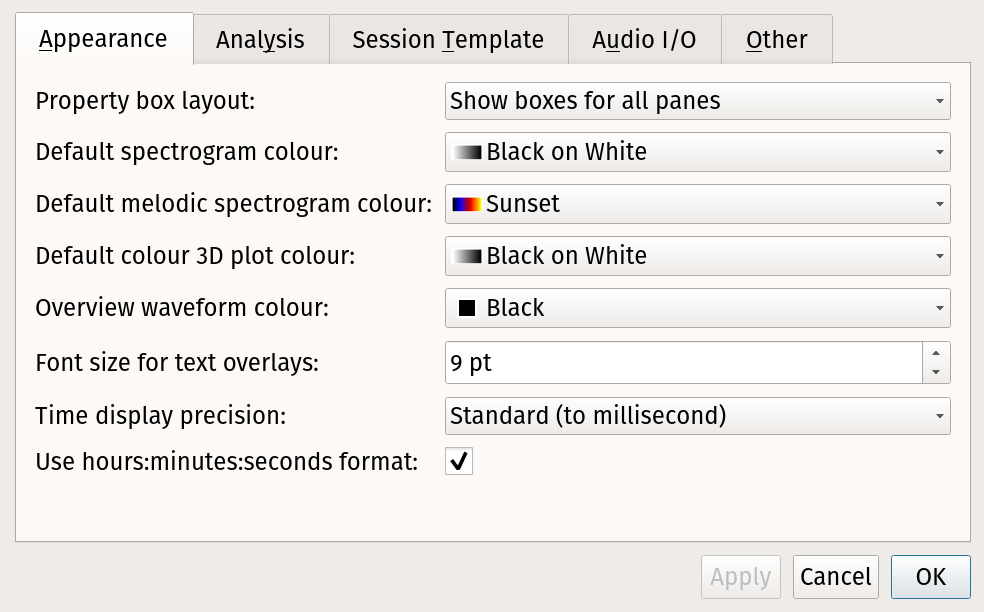 Appearance Analysis Session Template Audio I/O Other
Property box layout: Show boxes for all panes
Default spectrogram colour: Black on White
Default melodic spectrogram colour: Sunset
Default colour 3D plot colour: Black on White
Overview waveform colour: Black
Font size for text overlays: 9 pt
Time display precision: Standard (to millisecond)
Use hours:minutes:seconds format:
Apply Cancel OK